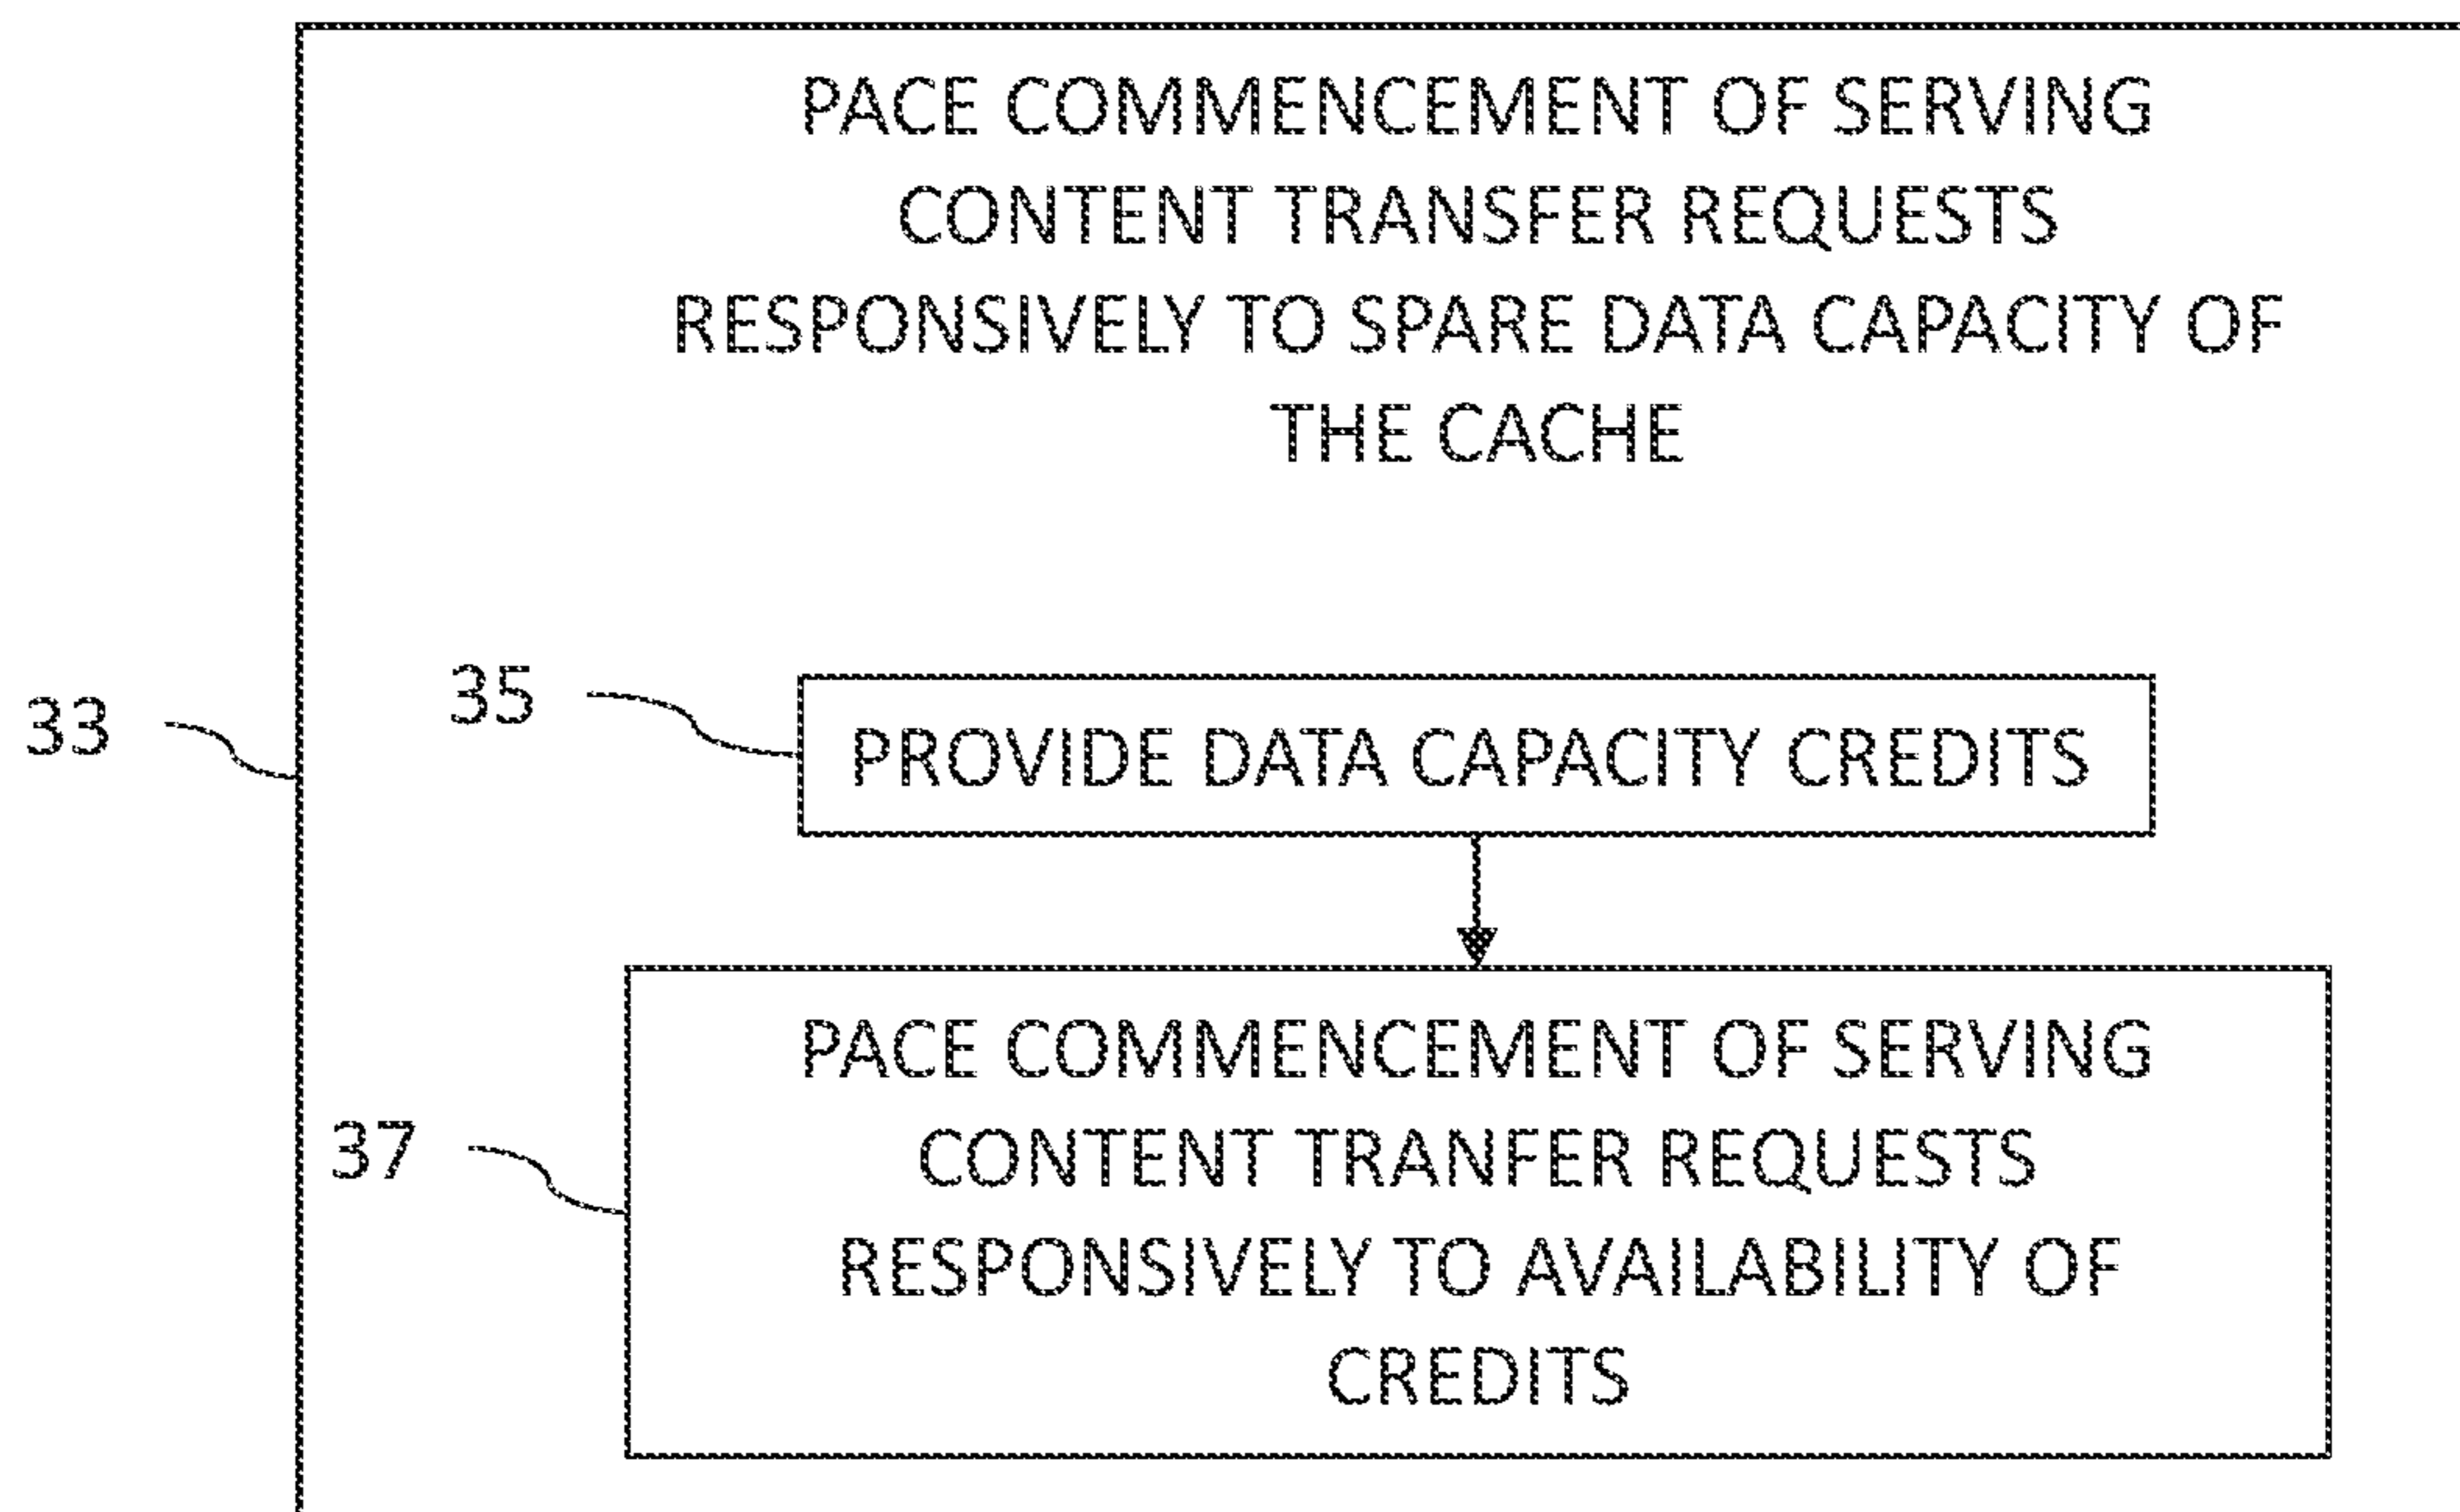 PACE COMMENCEMENT OF SERVING
CONTENT TRANSFER REQUESTS
RESPONSIVELY TO SPARE DATA CAPACITY OF
THE CACHE
33
35
PROVIDE DATA CAPACITY CREDITS
37
PACE COMMENCEMENT OF SERVING
CONTENT TRANFER REQUESTS
RESPONSIVELY TO AVAILABILITY OF
CREDITS